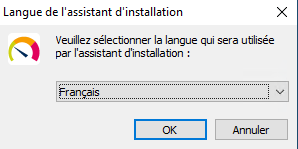 Langue de l'assistant d'installation
Veuillez sélectionner la langue qui sera utilisée
par l'assistant d'installation :
Français
OK
Annuler